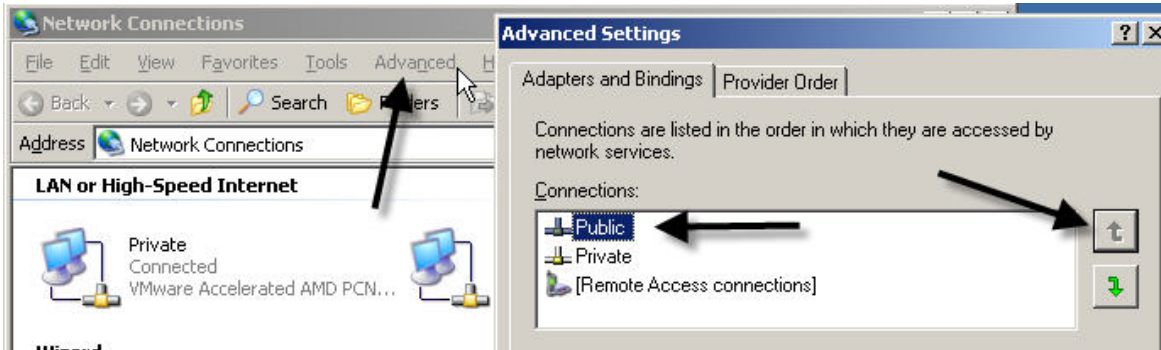 Network Connections
File Edit View Favorites Tools Advanced H
Back Search
Address Network Connections
LAN or High-Speed Internet
Private
Connected
VMware Accelerated AMD PCN...
Advanced Settings
Adapters and Bindings Provider Order
Connections are listed in the order in which they are accessed by
network services.
Connections:
Public
Private
[Remote Access connections]